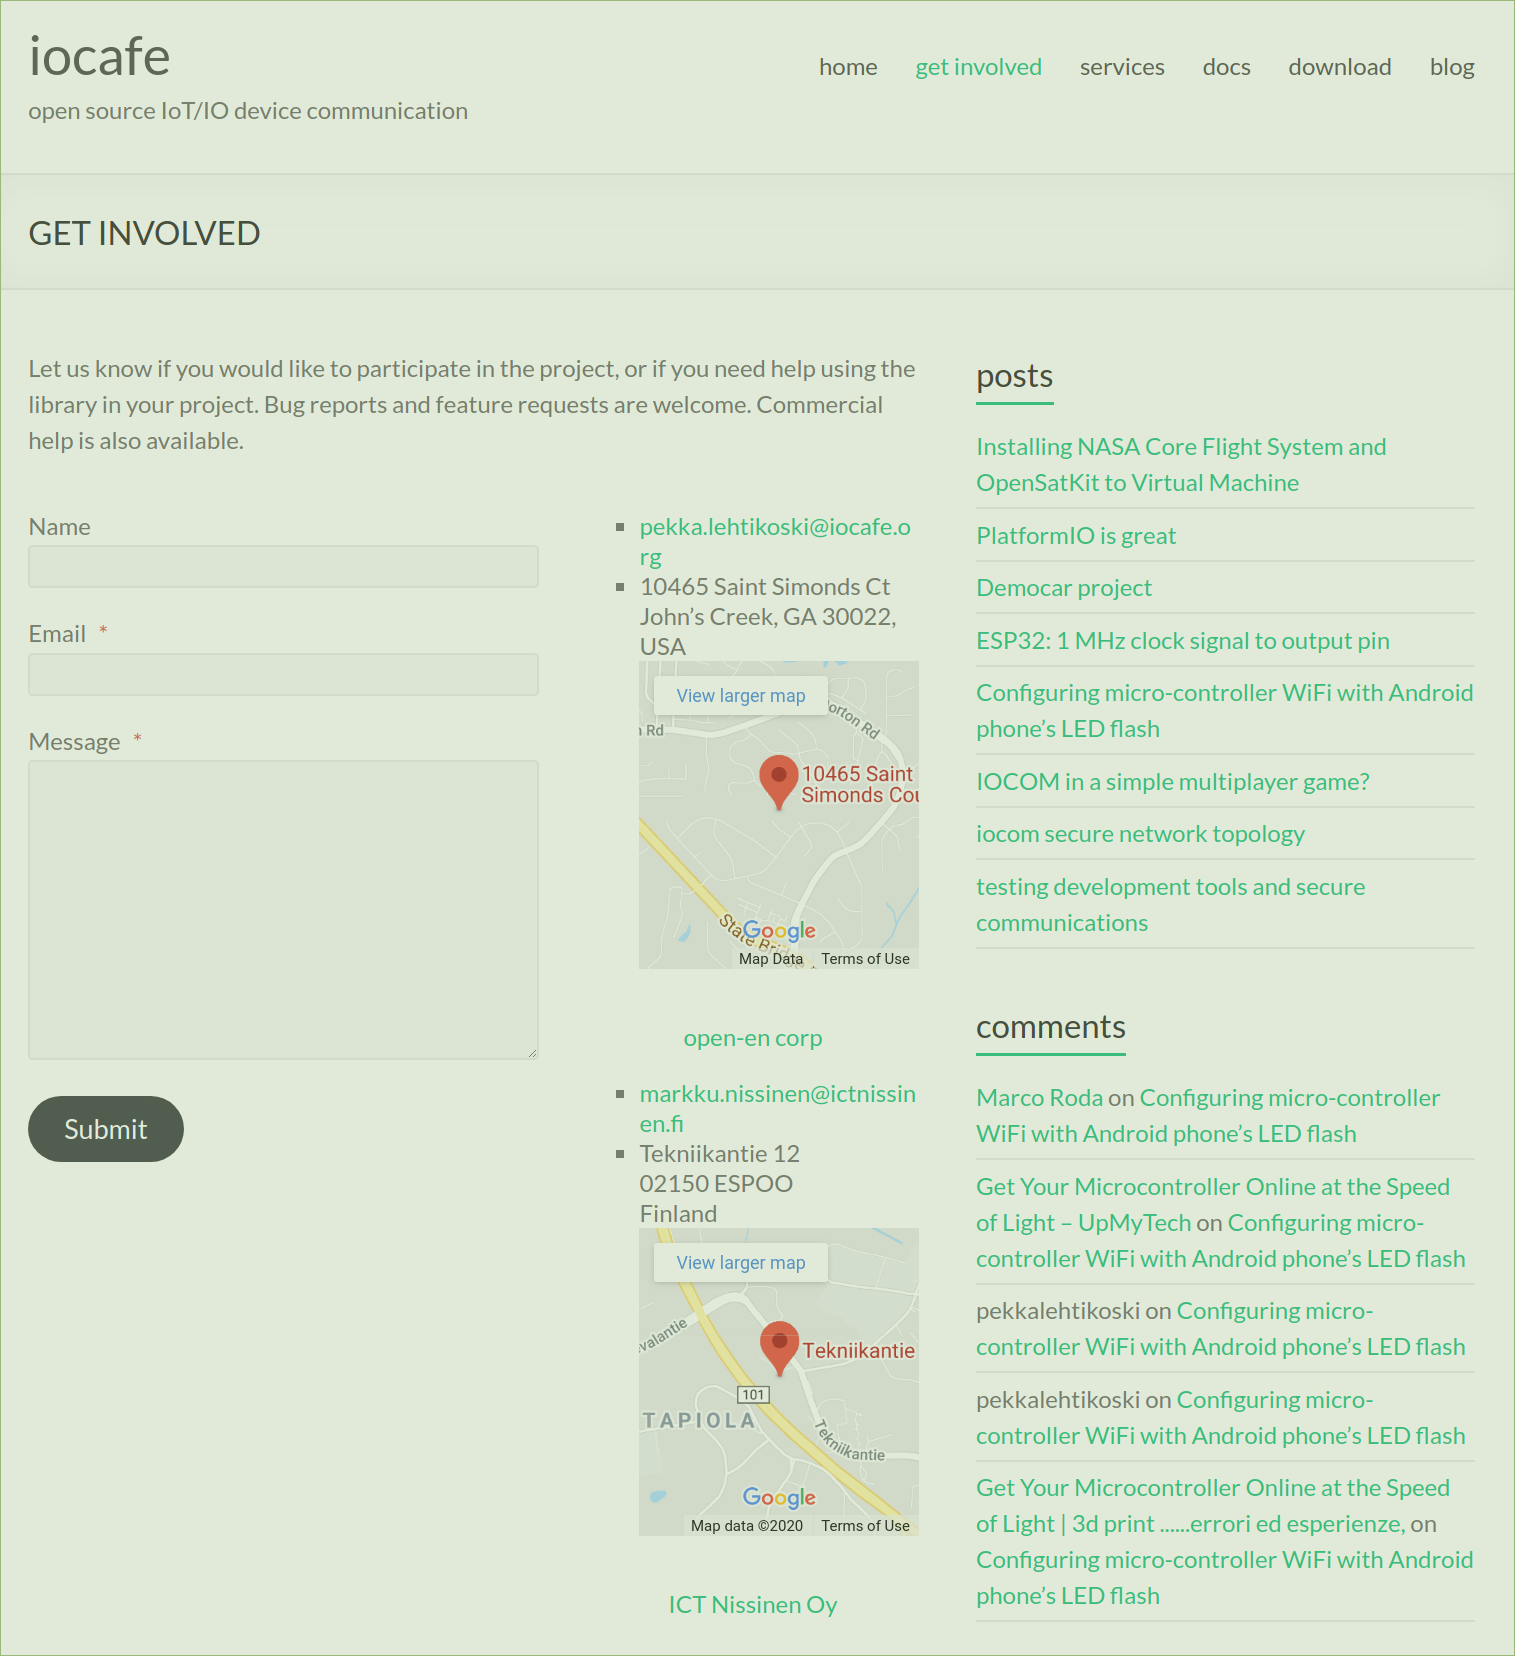 iocafe
open source IoT/IO device communication
home get involved services docs download blog
GET INVOLVED
Let us know if you would like to participate in the project, or if you need help using the
library in your project. Bug reports and feature requests are welcome. Commercial
help is also available.
Name
Email *
Message *
Submit
pekka.lehtikoski@iocafe.o
rg
10465 Saint Simonds Ct
John’s Creek, GA 30022,
USA
View larger map
orton Rd
Rd
10465 Saint
Simonds Cou
State Bridge
Google
Map Data Terms of Use
open-en corp
markku.nissinen@ictnissin
en.fi
Tekniikantie 12
02150 ESPOO
Finland
View larger map
valantie
Tekniikantie
101
TAPIOLA
Tekniikantie
Google
Map data ©2020 Terms of Use
ICT Nissinen Oy
posts
Installing NASA Core Flight System and
OpenSatKit to Virtual Machine
PlatformIO is great
Democar project
ESP32: 1 MHz clock signal to output pin
Configuring micro-controller WiFi with Android
phone’s LED flash
IOCOM in a simple multiplayer game?
iocom secure network topology
testing development tools and secure
communications
comments
Marco Roda on Configuring micro-controller
WiFi with Android phone’s LED flash
Get Your Microcontroller Online at the Speed
of Light – UpMyTech on Configuring micro-
controller WiFi with Android phone’s LED flash
pekkalehtikoski on Configuring micro-
controller WiFi with Android phone’s LED flash
pekkalehtikoski on Configuring micro-
controller WiFi with Android phone’s LED flash
Get Your Microcontroller Online at the Speed
of Light | 3d print ......errori ed esperienze, on
Configuring micro-controller WiFi with Android
phone’s LED flash